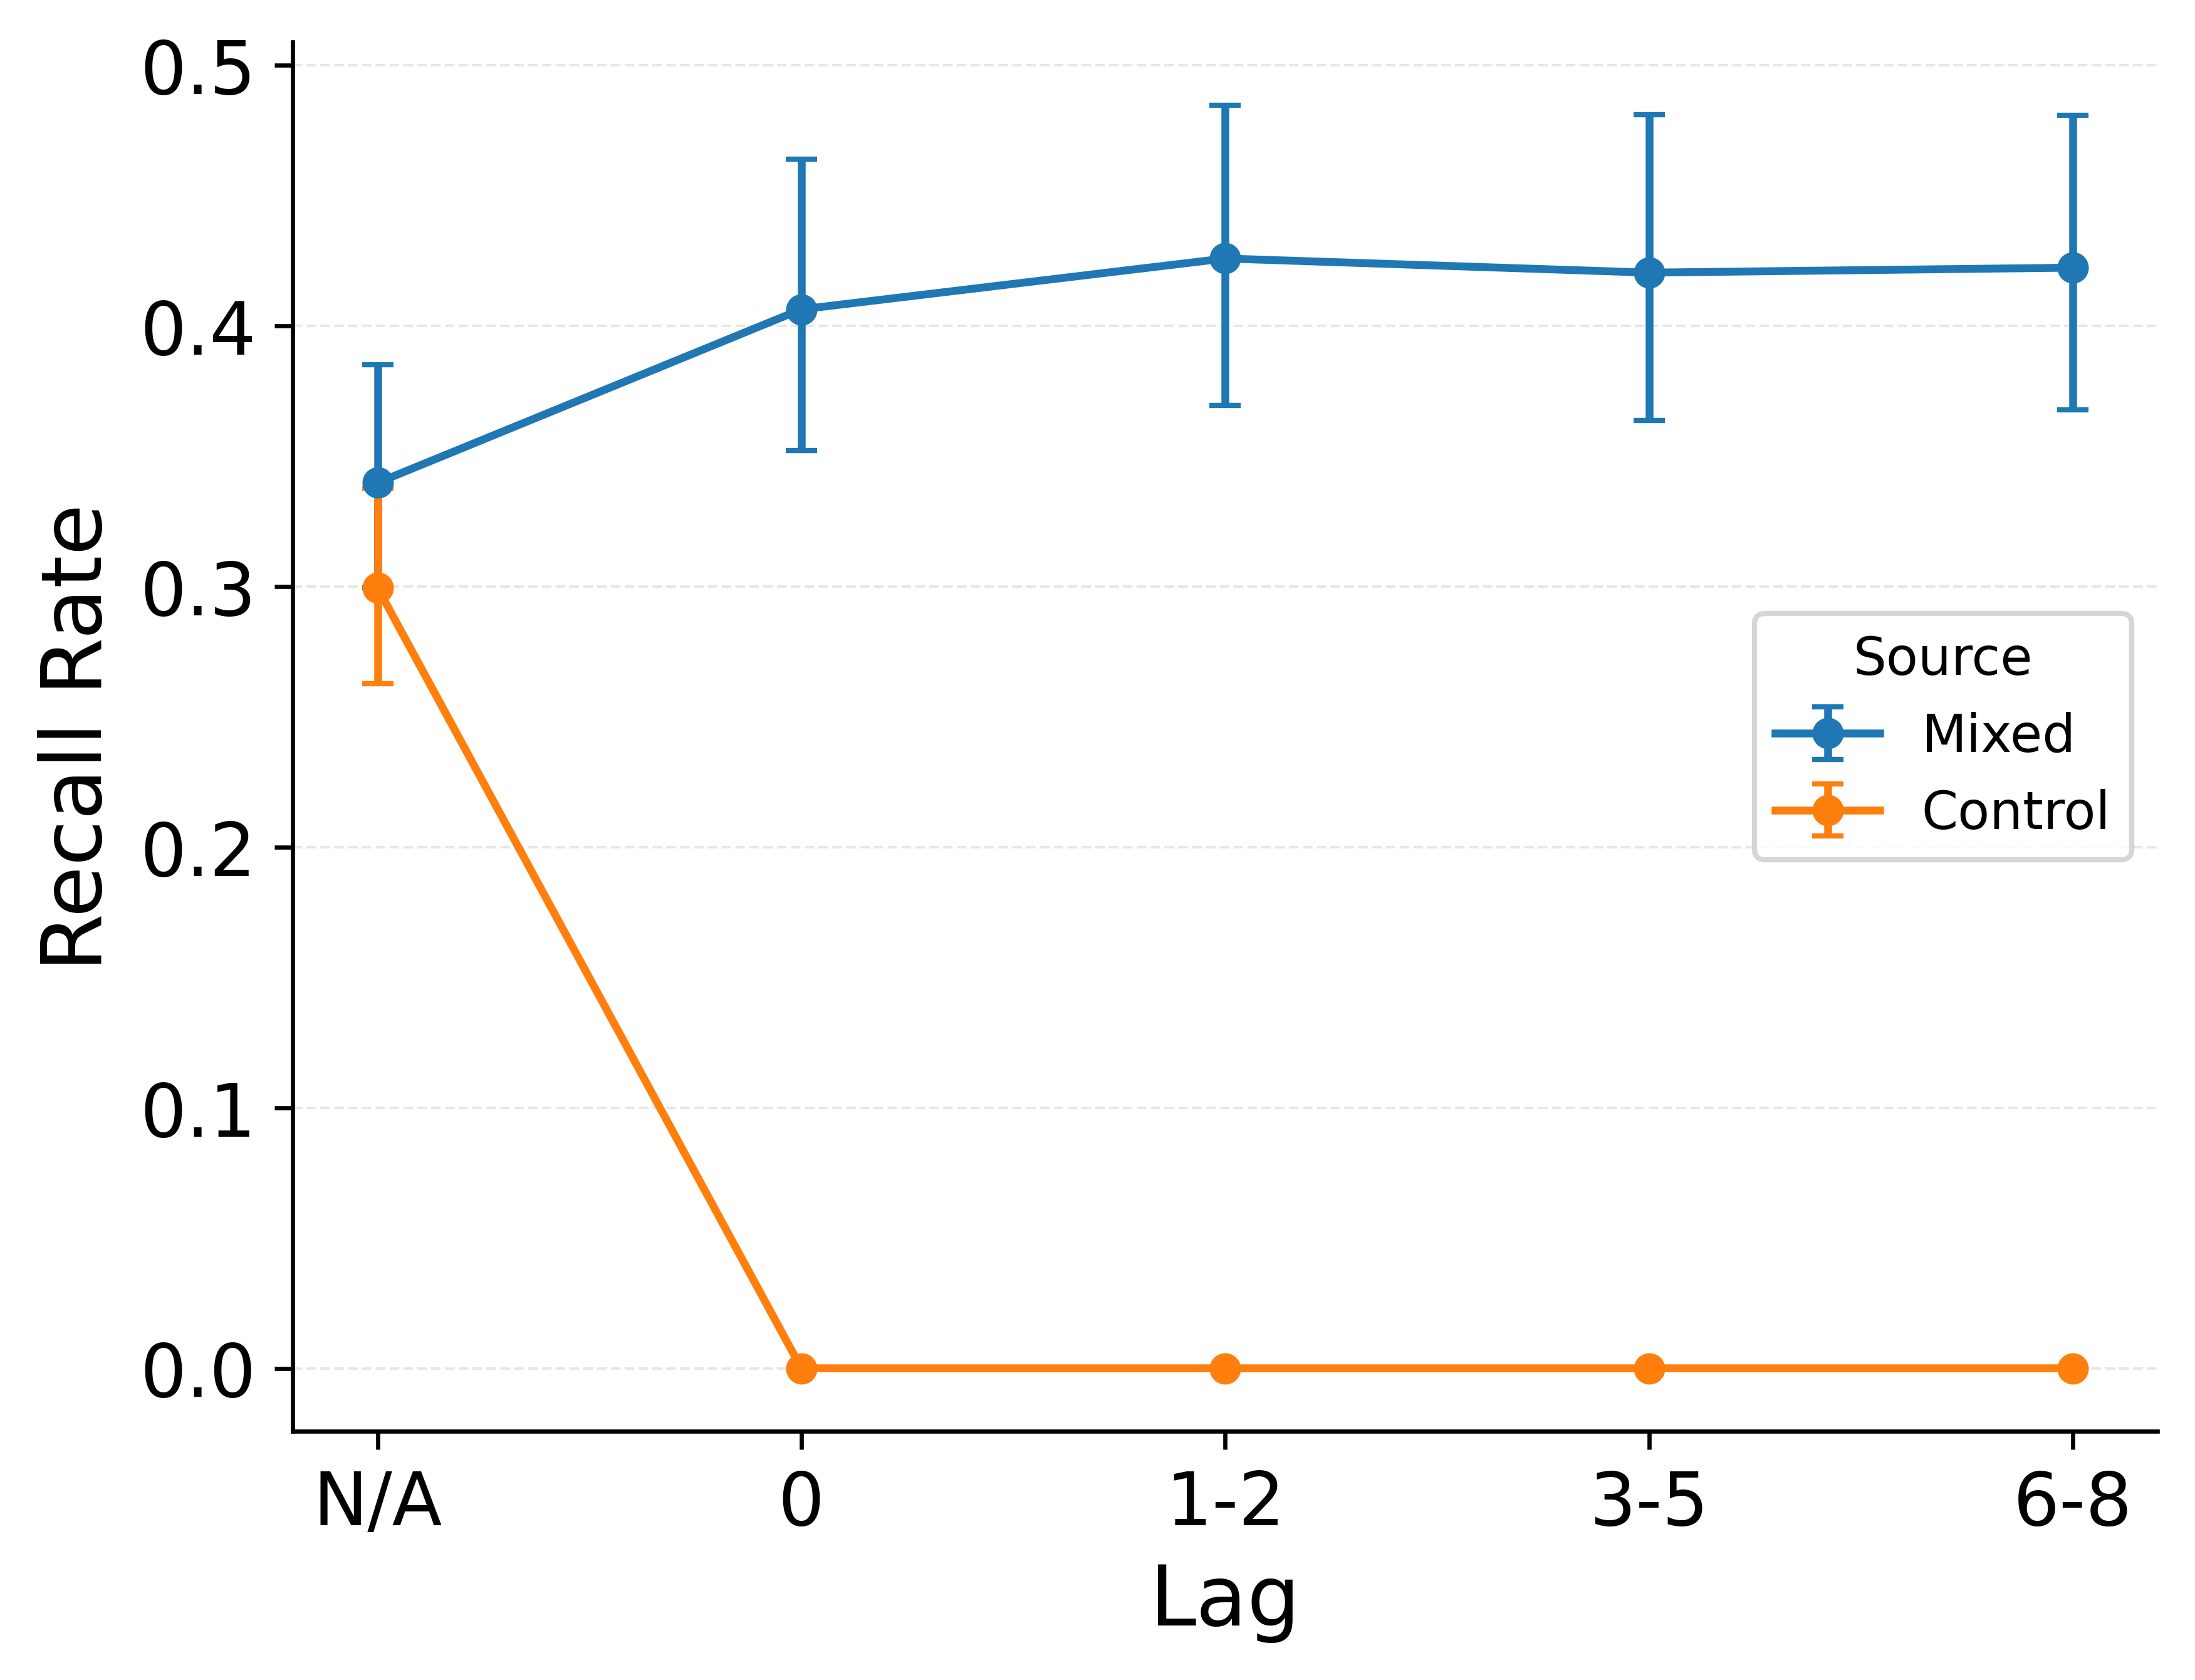 0.5
0.4
0.3
0.2
0.1
0.0
Recall Rate
Source
Mixed
Control
N/A 0 1-2 3-5 6-8
Lag